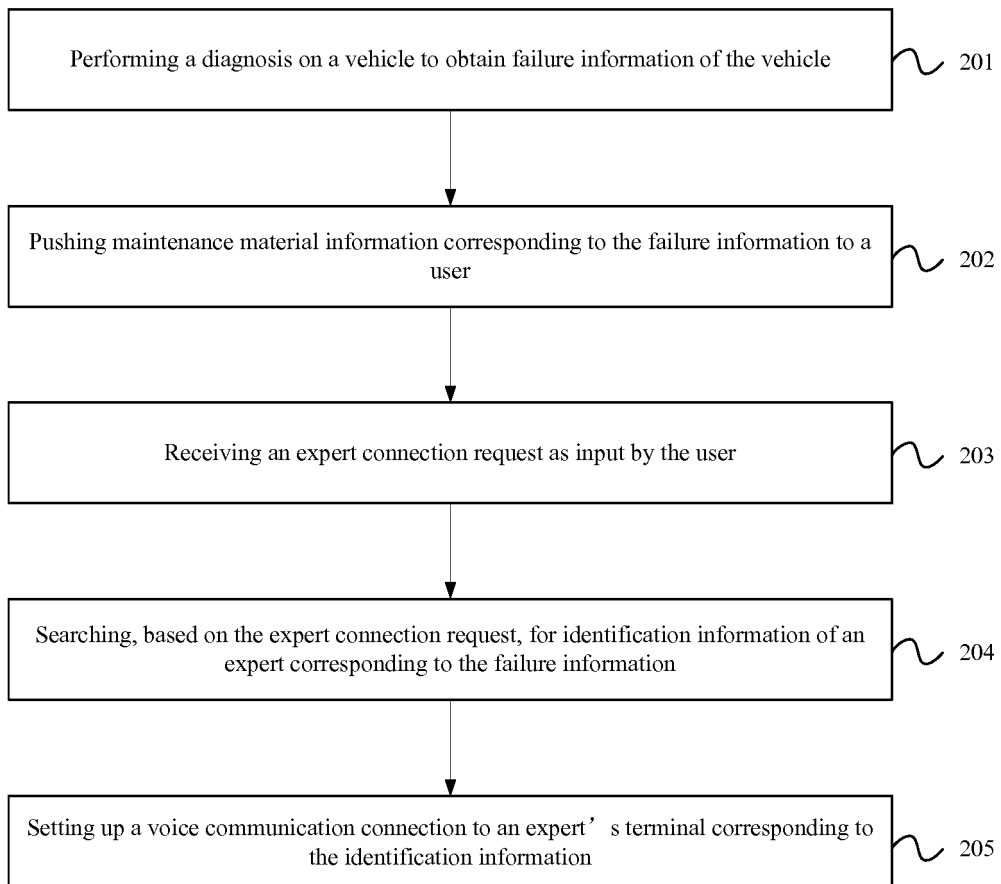 Performing a diagnosis on a vehicle to obtain failure information of the vehicle
201
Pushing maintenance material information corresponding to the failure information to a
user
202
Receiving an expert connection request as input by the user
203
Searching, based on the expert connection request, for identification information of an
expert corresponding to the failure information
204
Setting up a voice communication connection to an expert’s terminal corresponding to
the identification information
205